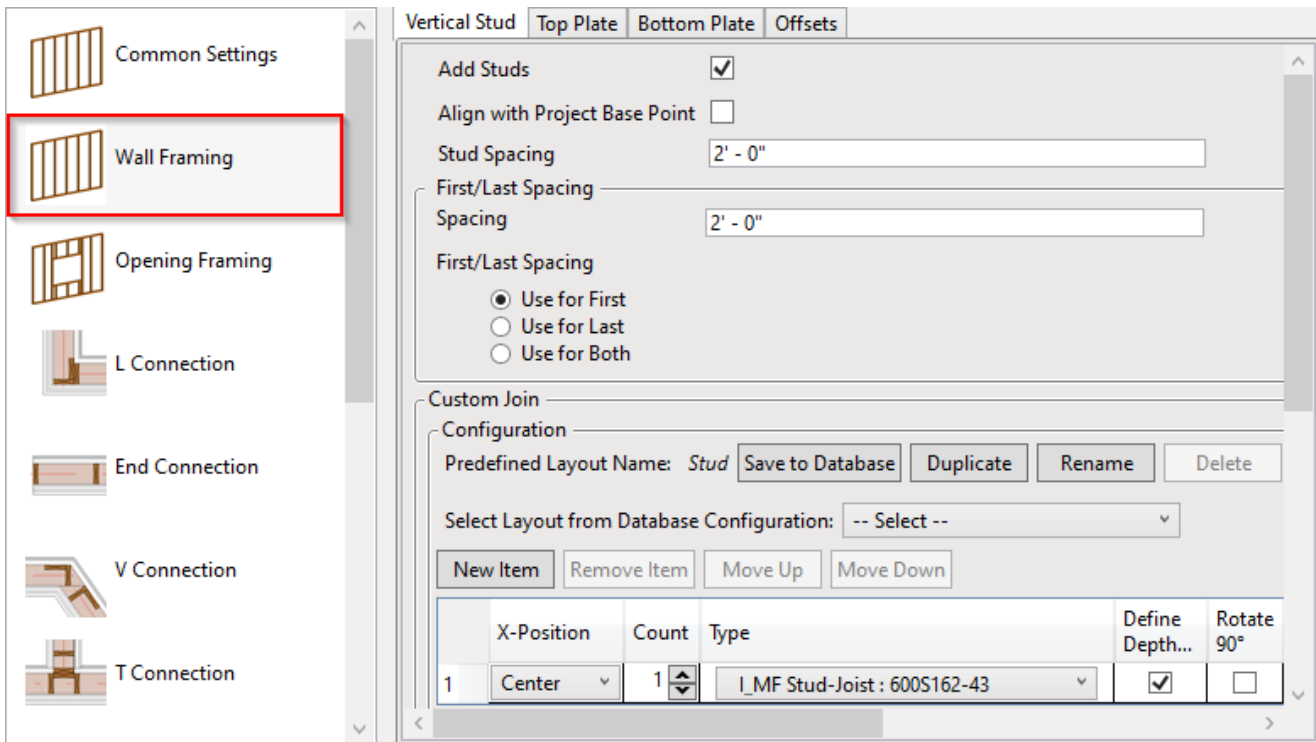 Common Settings
Wall Framing
Opening Framing
L Connection
End Connection
V Connection
T Connection
Vertical Stud Top Plate Bottom Plate Offsets
Add Studs
Align with Project Base Point
Stud Spacing 2' - 0"
First/Last Spacing
Spacing 2' - 0"
First/Last Spacing
Use for First
Use for Last
Use for Both
Custom Join
Configuration
Predefined Layout Name: Stud Save to Database Duplicate Rename Delete
Select Layout from Database Configuration: -- Select --
New Item Remove Item Move Up Move Down
X-Position Count Type Define Depth... Rotate 90°
1 Center 1 I_MF Stud-Joist : 600S162-43